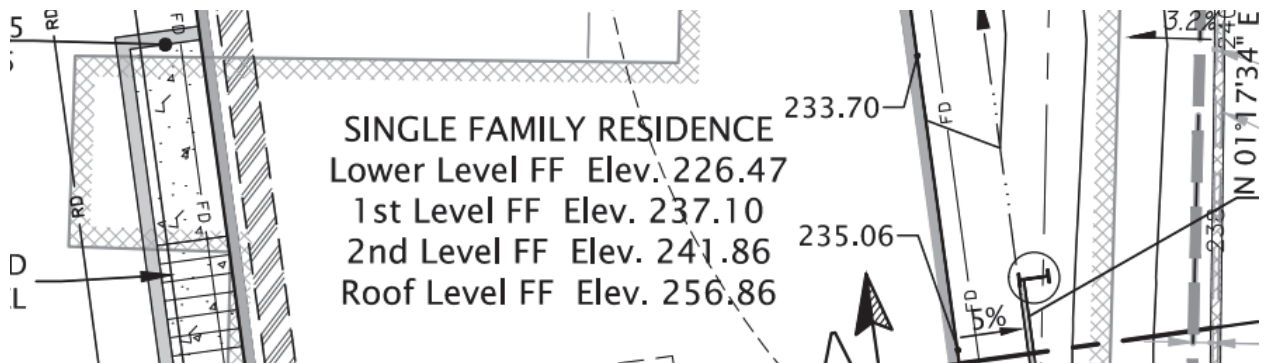 5
RD
FD
3.2%
240
N 01°17'34" E
SINGLE FAMILY RESIDENCE
Lower Level FF Elev. 226.47
1st Level FF Elev. 237.10
2nd Level FF Elev. 241.86
Roof Level FF Elev. 256.86
233.70
FD
RD
FD
235.06
D
L
FD
5%